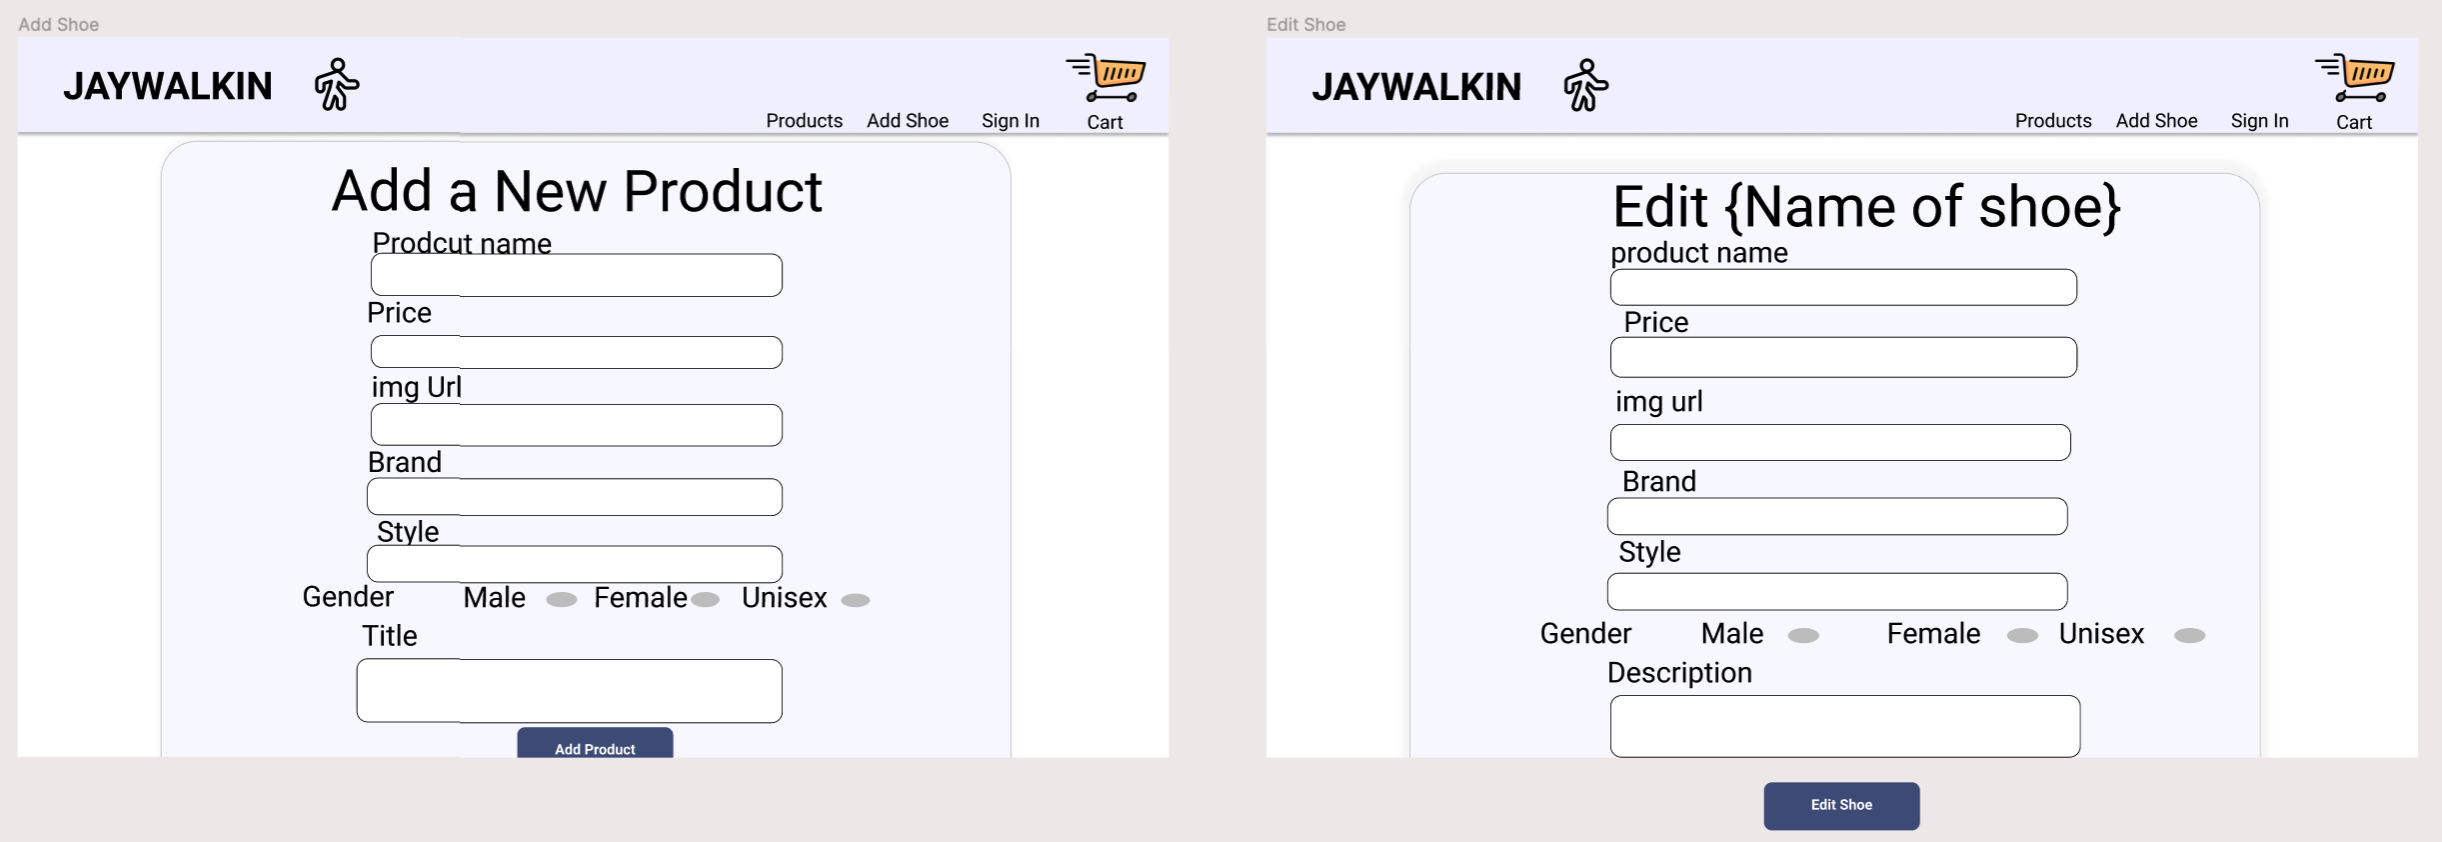 Add Shoe
JAYWALKIN
Products Add Shoe Sign In Cart
Add a New Product
Prodcut name
Price
img Url
Brand
Style
Gender Male Female Unisex
Title
Add Product
Edit Shoe
JAYWALKIN
Products Add Shoe Sign In Cart
Edit {Name of shoe}
product name
Price
img url
Brand
Style
Gender Male Female Unisex
Description
Edit Shoe